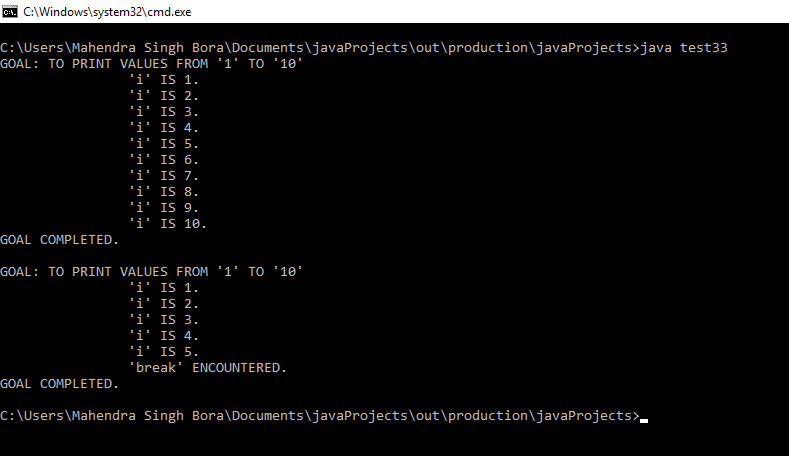 C:\Windows\system32\cmd.exe
C:\Users\Mahendra Singh Bora\Documents\javaProjects\out\production\javaProjects>java test33
GOAL: TO PRINT VALUES FROM '1' TO '10'
'i' IS 1.
'i' IS 2.
'i' IS 3.
'i' IS 4.
'i' IS 5.
'i' IS 6.
'i' IS 7.
'i' IS 8.
'i' IS 9.
'i' IS 10.
GOAL COMPLETED.
GOAL: TO PRINT VALUES FROM '1' TO '10'
'i' IS 1.
'i' IS 2.
'i' IS 3.
'i' IS 4.
'i' IS 5.
'break' ENCOUNTERED.
GOAL COMPLETED.
C:\Users\Mahendra Singh Bora\Documents\javaProjects\out\production\javaProjects>